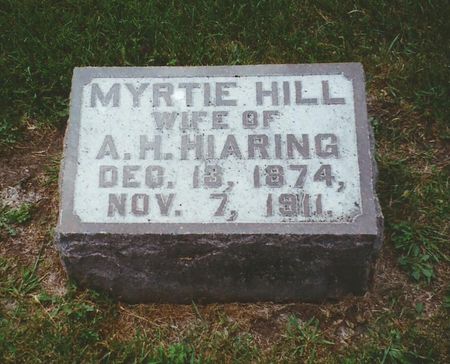 MYRTIE HILL
WIFE OF
A. H. HIARING
DEC. 13, 1874,
NOV. 7, 1911.